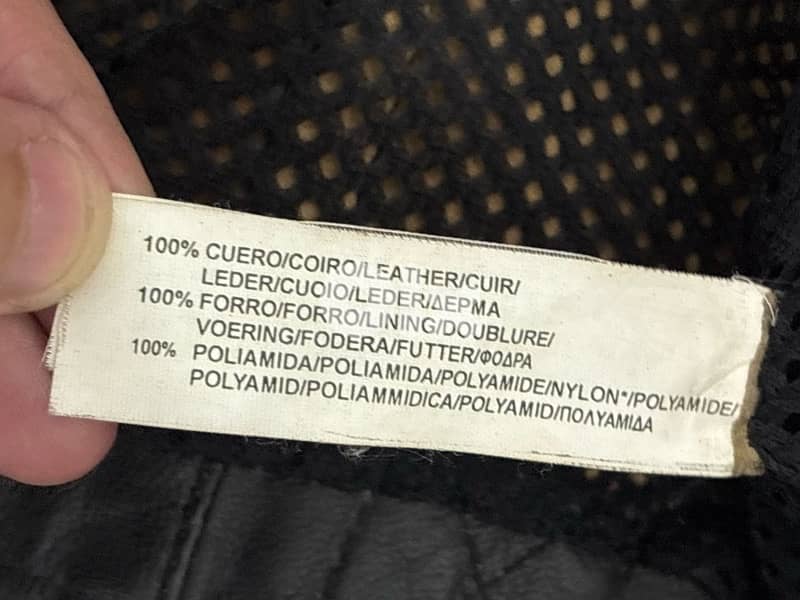 100% CUERO/COIRO/LEATHER/CUIR/
LEDER/CUOIO/LEDER/ΔΕΡΜΑ
100% FORRO/FORRO/LINING/DOUBLURE/
VOERING/FODERA/FUTTER/ΦΟΔΡΑ
100% POLIAMIDA/POLIAMIDA/POLYAMIDE/NYLON*/POLYAMIDE/
POLYAMID/POLIAMMIDICA/POLYAMID/ΠΟΛΥΑΜΙΔΑ